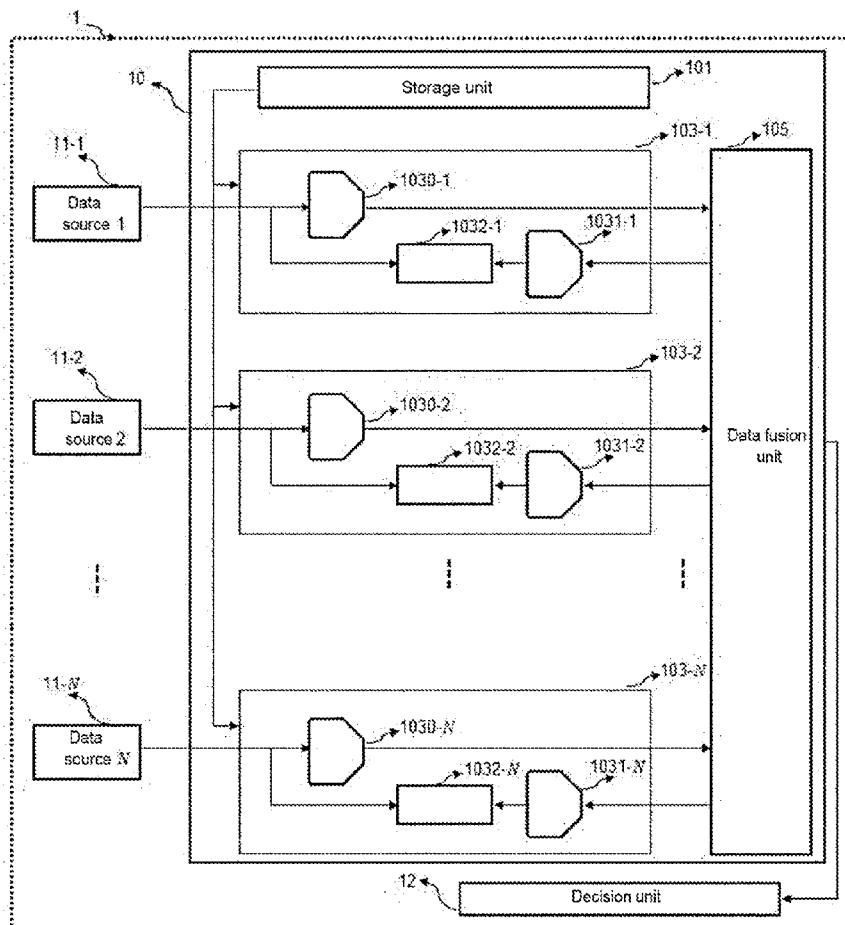 1
10
Storage unit
101
103-1
105
11-1
1030-1
Data
source 1
1032-1
1031-1
11-2
103-2
1030-2
Data
source 2
1032-2
1031-2
Data fusion
unit
11-N
103-N
1030-N
Data
source N
1032-N
1031-N
12
Decision unit